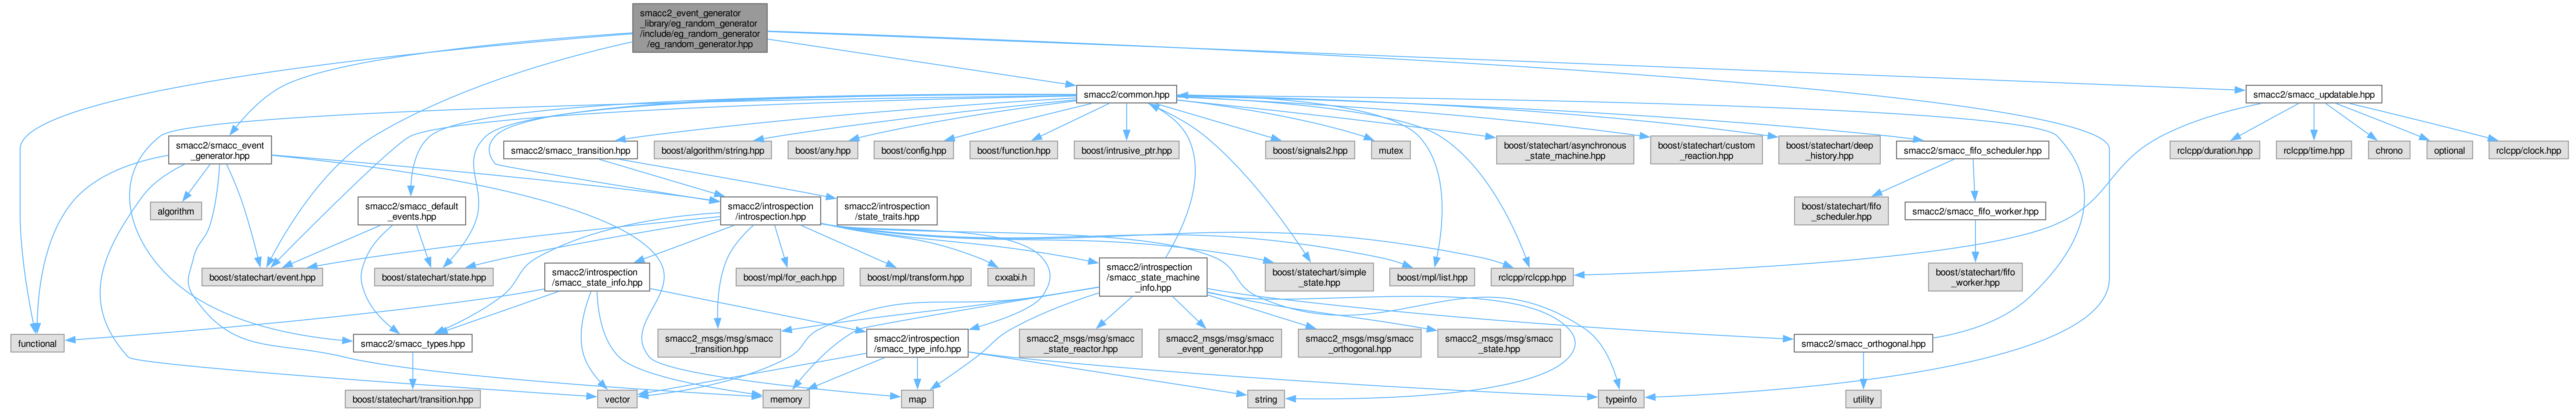 smacc2_event_generator
_library/eg_random_generator
/include/eg_random_generator
/eg_random_generator.hpp
smacc2/common.hpp
smacc2/smacc_updatable.hpp
smacc2/smacc_event
_generator.hpp
smacc2/smacc_transition.hpp
boost/algorithm/string.hpp
boost/any.hpp
boost/config.hpp
boost/function.hpp
boost/intrusive_ptr.hpp
boost/signals2.hpp
mutex
boost/statechart/asynchronous
_state_machine.hpp
boost/statechart/custom
_reaction.hpp
boost/statechart/deep
_history.hpp
smacc2/smacc_fifo_scheduler.hpp
rclcpp/duration.hpp
rclcpp/time.hpp
chrono
optional
rclcpp/clock.hpp
algorithm
smacc2/smacc_default
_events.hpp
smacc2/introspection
/introspection.hpp
smacc2/introspection
/state_traits.hpp
boost/statechart/fifo
_scheduler.hpp
smacc2/smacc_fifo_worker.hpp
boost/statechart/event.hpp
boost/statechart/state.hpp
smacc2/introspection
/smacc_state_info.hpp
boost/mpl/for_each.hpp
boost/mpl/transform.hpp
cxxabi.h
smacc2/introspection
/smacc_state_machine
_info.hpp
boost/statechart/simple
_state.hpp
boost/mpl/list.hpp
rclcpp/rclcpp.hpp
boost/statechart/fifo
_worker.hpp
functional
smacc2/smacc_types.hpp
smacc2_msgs/msg/smacc
_transition.hpp
smacc2/introspection
/smacc_type_info.hpp
smacc2_msgs/msg/smacc
_state_reactor.hpp
smacc2_msgs/msg/smacc
_event_generator.hpp
smacc2_msgs/msg/smacc
_orthogonal.hpp
smacc2_msgs/msg/smacc
_state.hpp
smacc2/smacc_orthogonal.hpp
boost/statechart/transition.hpp
vector
memory
map
string
typeinfo
utility